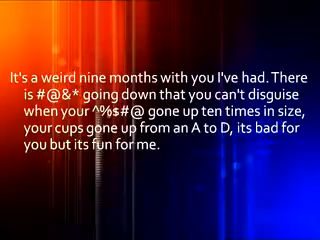 It's a weird nine months with you I've had. There
is #@&* going down that you can't disguise
when your ^%$#@ gone up ten times in size,
your cups gone up from an A to D, its bad for
you but its fun for me.